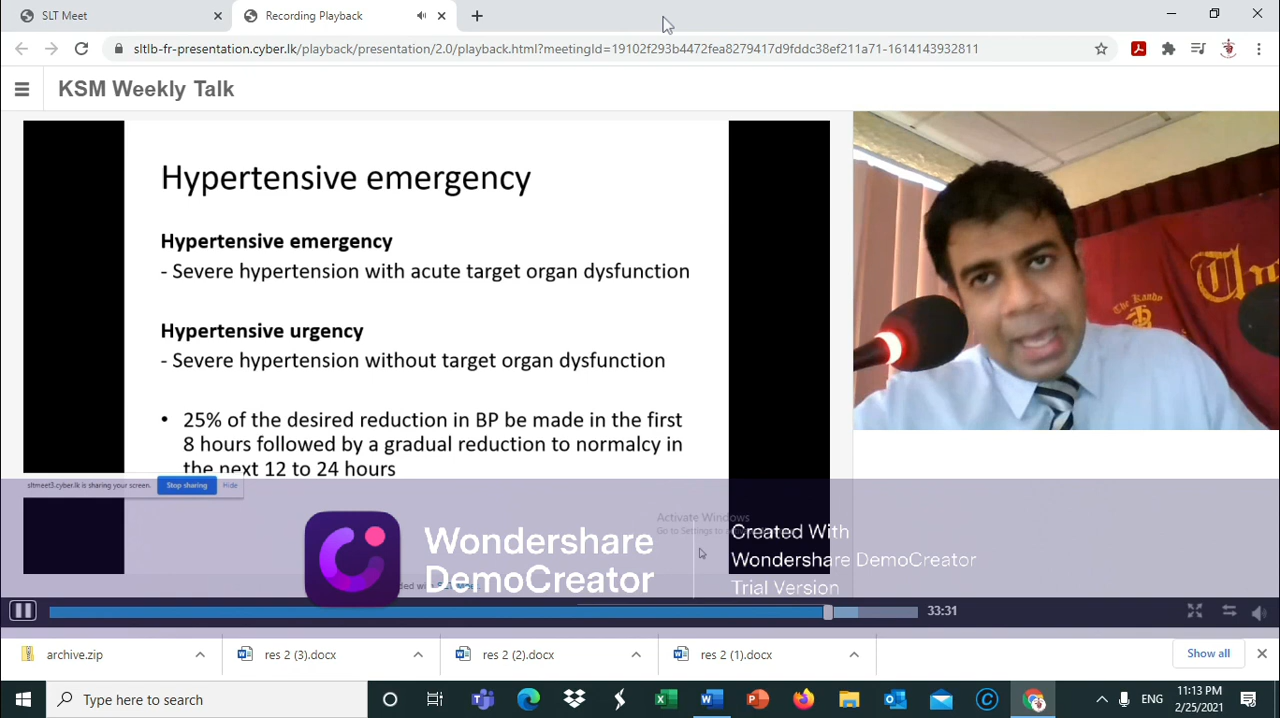 SLT Meet
Recording Playback
sltlb-fr-presentation.cyber.lk/playback/presentation/2.0/playback.html?meetingId=19102f293b4472fea8279417d9fddc38ef211a71-1614143932811
KSM Weekly Talk
Hypertensive emergency
Hypertensive emergency
- Severe hypertension with acute target organ dysfunction
Hypertensive urgency
- Severe hypertension without target organ dysfunction
• 25% of the desired reduction in BP be made in the first
8 hours followed by a gradual reduction to normalcy in
the next 12 to 24 hours
The Kandy
sltmeet3.cyber.lk is sharing your screen. Stop sharing Hide
Activate Windows
Wondershare
DemoCreator
Created With
Wondershare DemoCreator
Trial Version
33:31
archive.zip
res 2 (3).docx
res 2 (2).docx
res 2 (1).docx
Show all
Type here to search
ENG
11:13 PM
2/25/2021